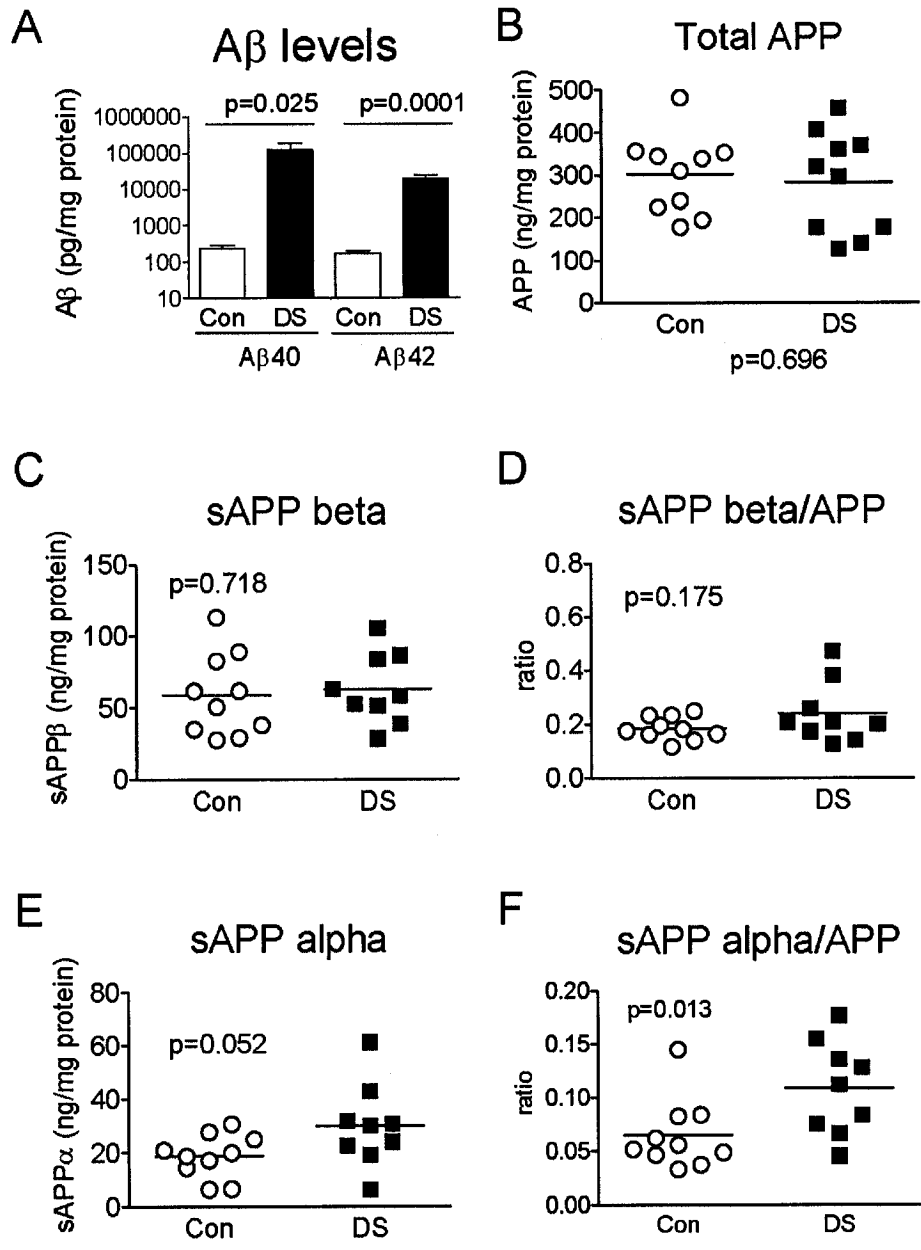 A
Aβ levels
Aβ (pg/mg protein)
p=0.025 p=0.0001
1000000
100000
10000
1000
100
10
Con DS Con DS
Aβ40 Aβ42
B
Total APP
APP (ng/mg protein)
500
400
300
200
100
0
Con DS
p=0.696
C
sAPP beta
sAPPβ (ng/mg protein)
150
100
50
0
p=0.718
Con DS
D
sAPP beta/APP
ratio
0.8
0.6
0.4
0.2
0.0
p=0.175
Con DS
E
sAPP alpha
sAPPα (ng/mg protein)
80
60
40
20
0
p=0.052
Con DS
F
sAPP alpha/APP
ratio
0.20
0.15
0.10
0.05
0.00
p=0.013
Con DS